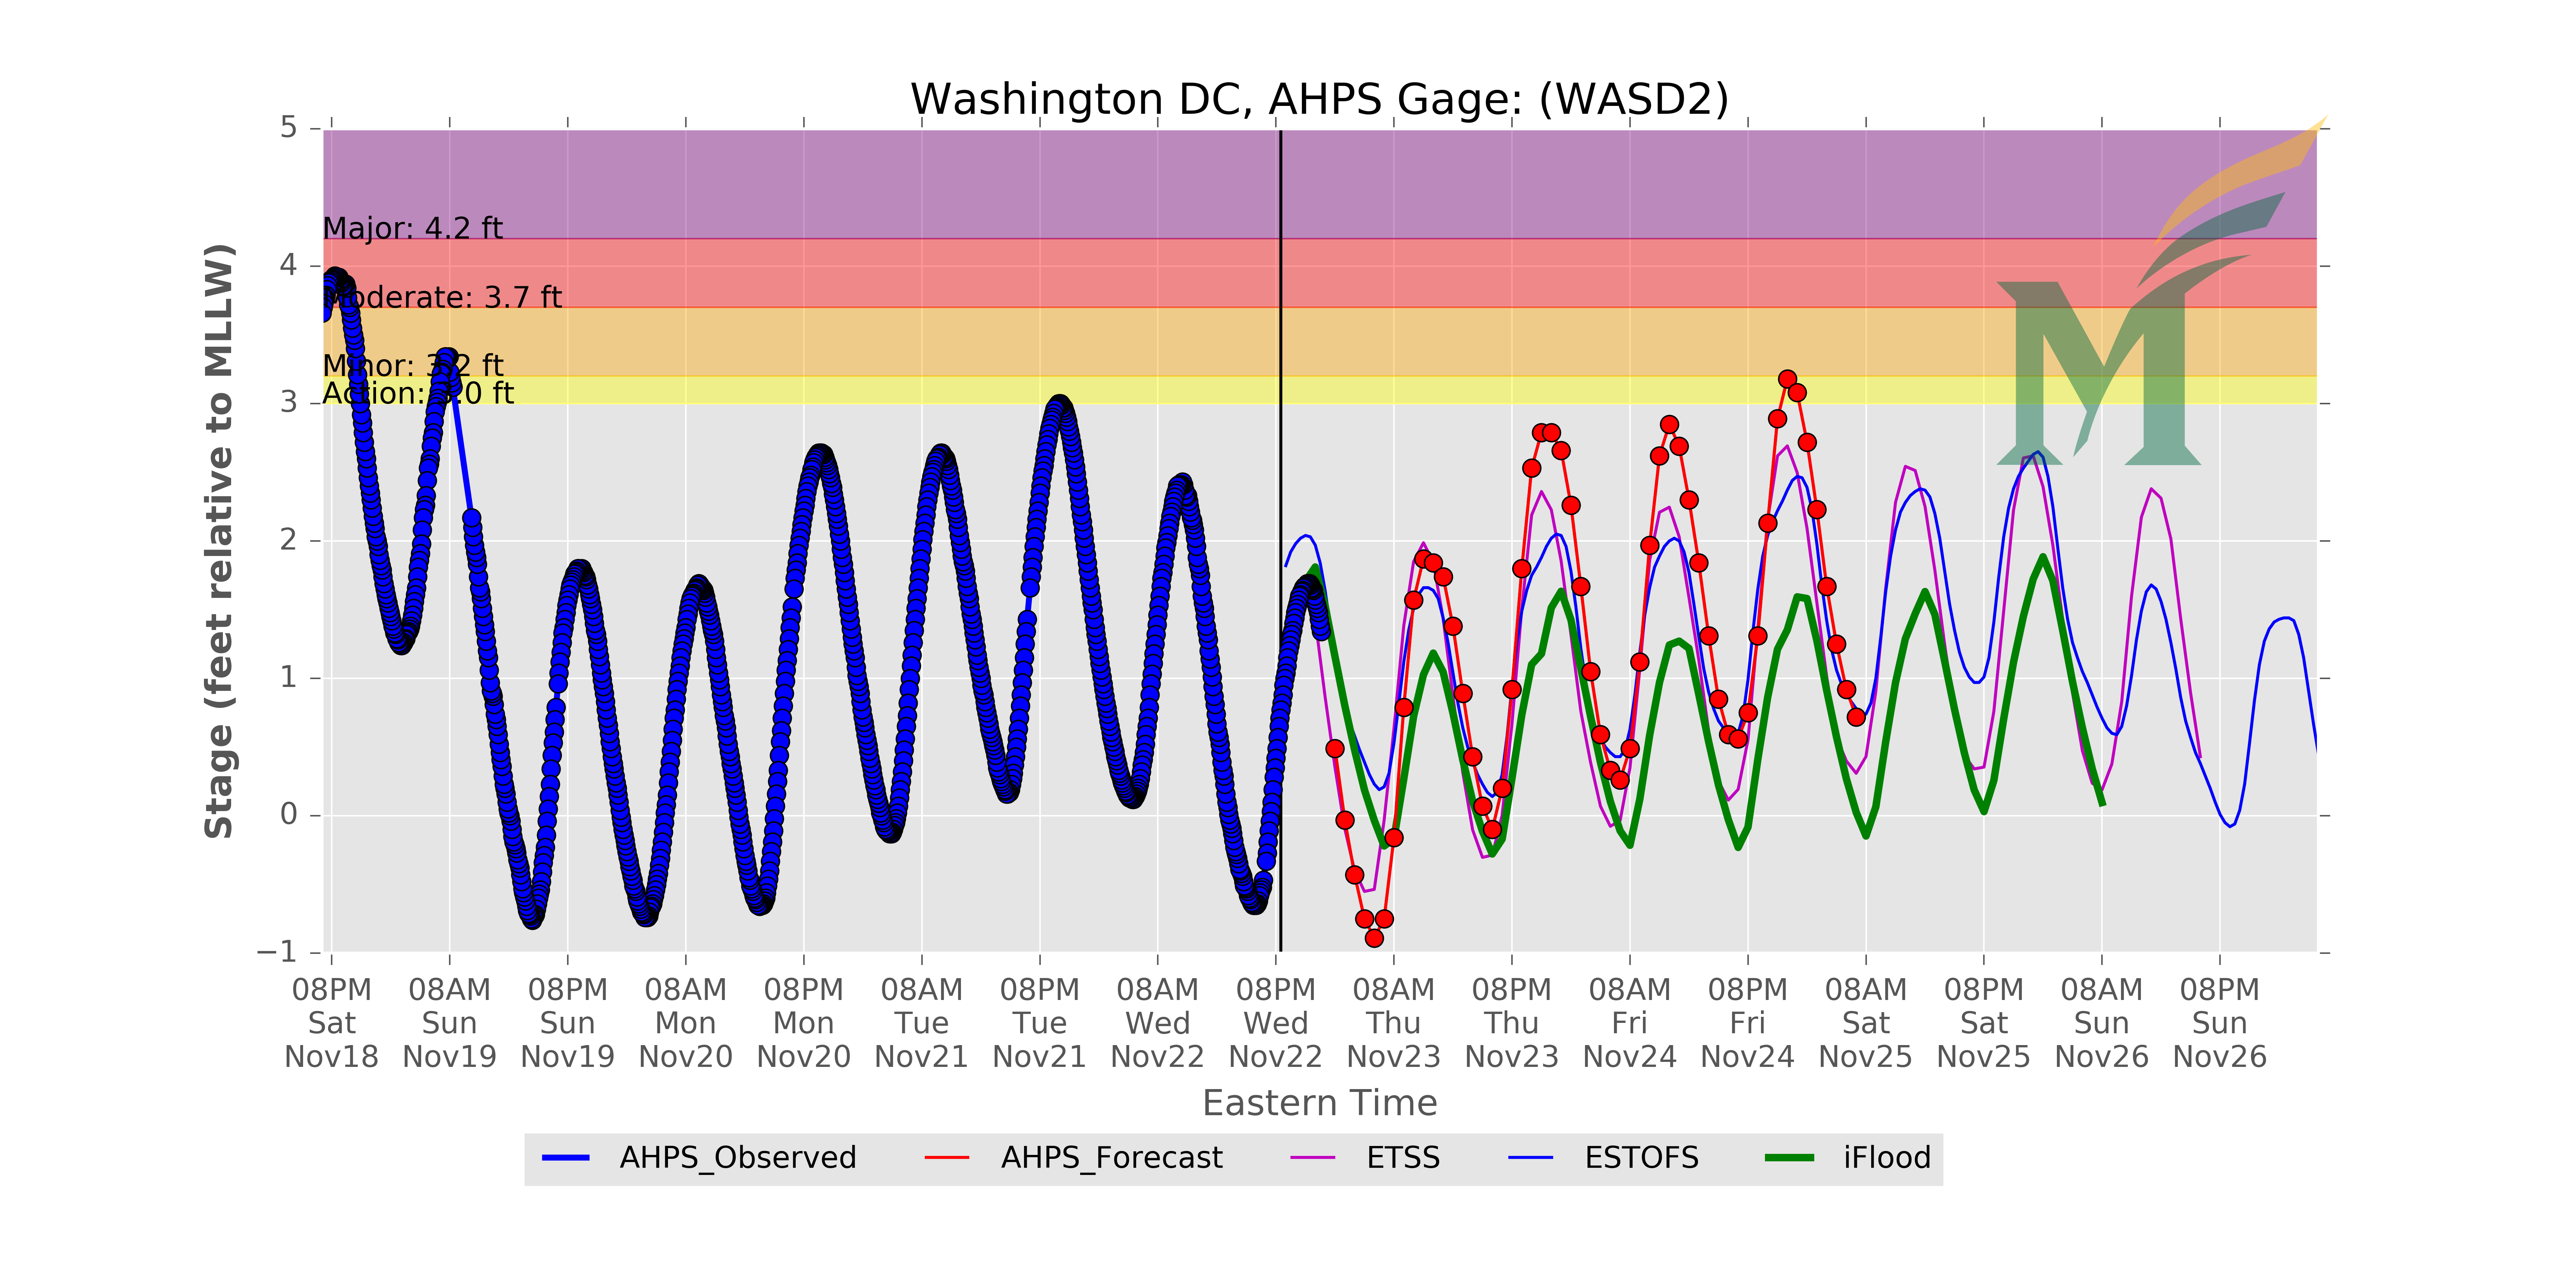 Washington DC, AHPS Gage: (WASD2)
5
4
3
2
1
0
−1
Stage (feet relative to MLLW)
Major: 4.2 ft
Moderate: 3.7 ft
Minor: 3.2 ft
Action: 3.0 ft
08PM 08AM 08PM 08AM 08PM 08AM 08PM 08AM 08PM 08AM 08PM 08AM 08PM 08AM 08PM 08AM 08PM
Sat Sun Sun Mon Mon Tue Tue Wed Wed Thu Thu Fri Fri Sat Sat Sun Sun
Nov18 Nov19 Nov19 Nov20 Nov20 Nov21 Nov21 Nov22 Nov22 Nov23 Nov23 Nov24 Nov24 Nov25 Nov25 Nov26 Nov26
Eastern Time
AHPS_Observed AHPS_Forecast ETSS ESTOFS iFlood